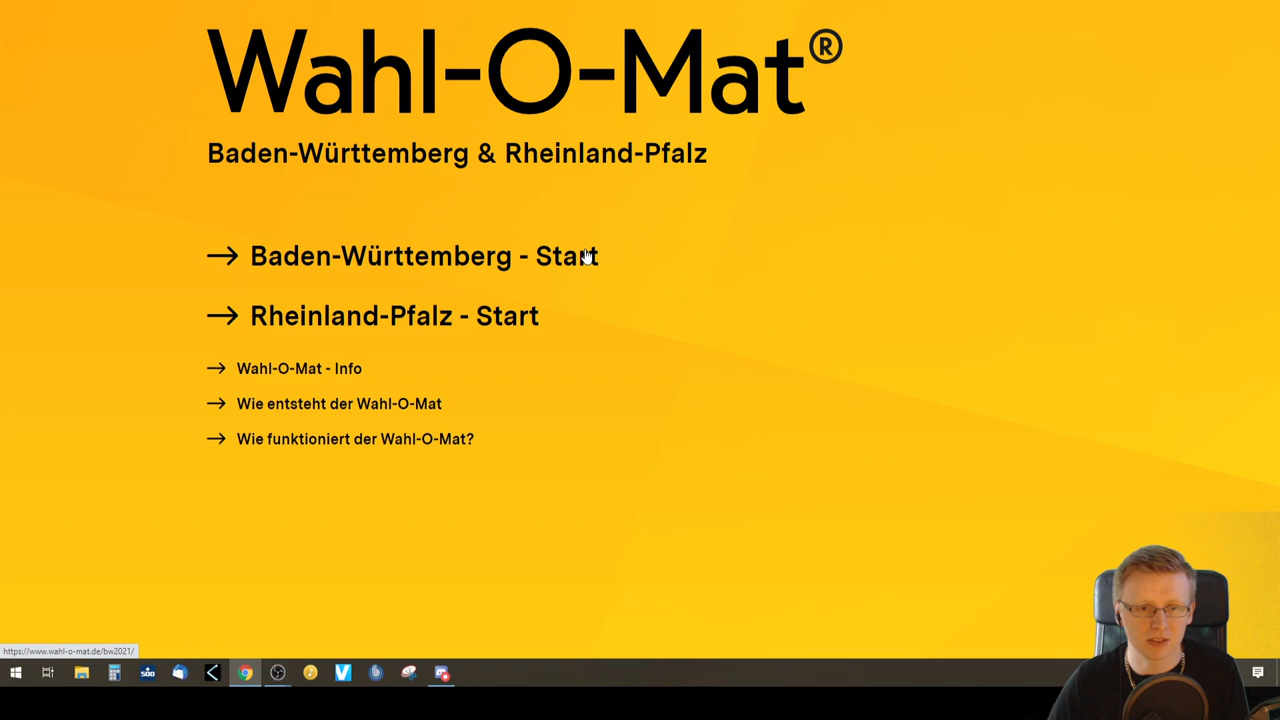 Wahl-O-Mat®
Baden-Württemberg & Rheinland-Pfalz
→ Baden-Württemberg - Start
→ Rheinland-Pfalz - Start
→ Wahl-O-Mat - Info
→ Wie entsteht der Wahl-O-Mat
→ Wie funktioniert der Wahl-O-Mat?
https://www.wahl-o-mat.de/bw2021/
500
V